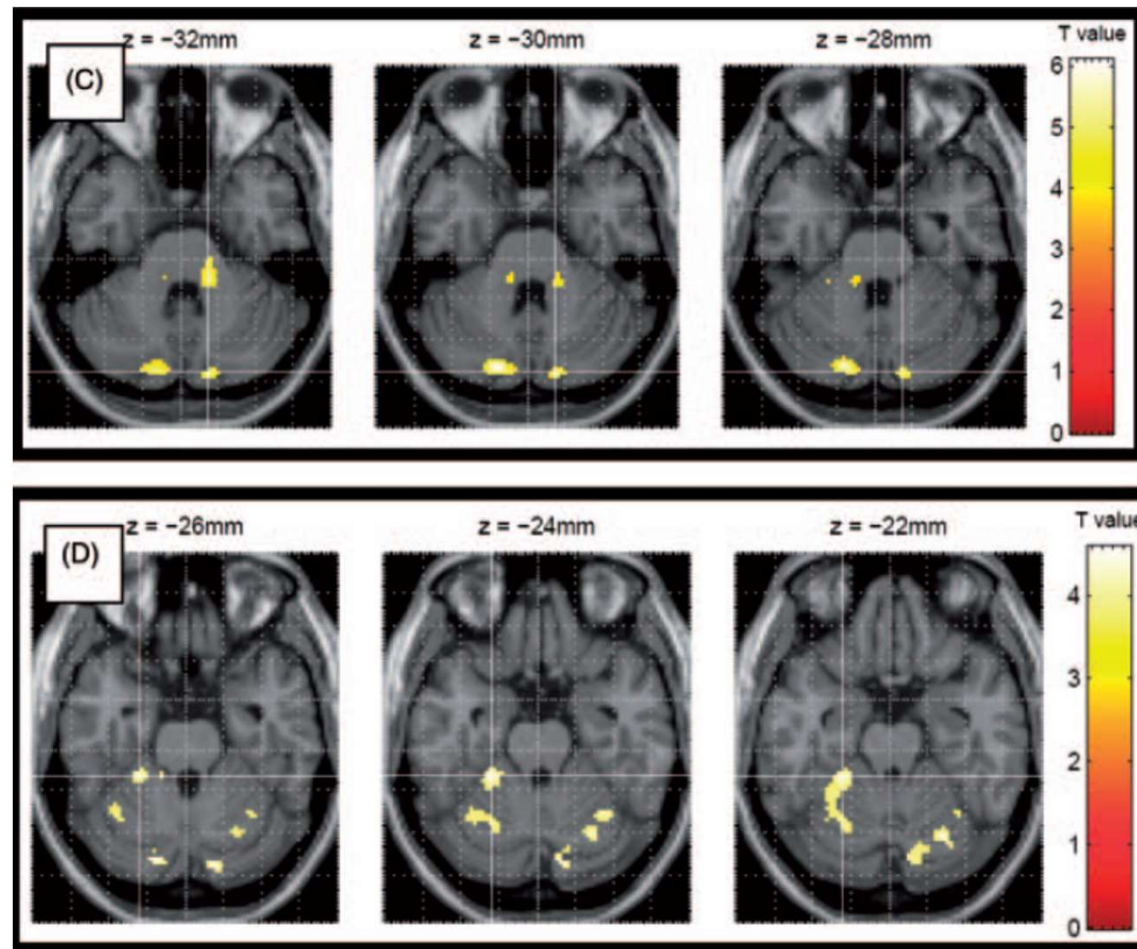 z = −32mm
z = −30mm
z = −28mm
T value
(C)
6
5
4
3
2
1
0
z = −26mm
z = −24mm
z = −22mm
T value
(D)
4
3
2
1
0